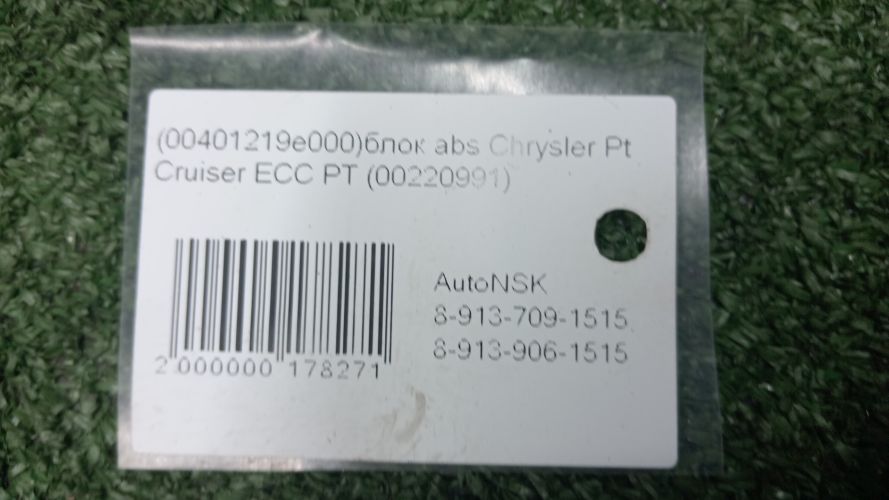 (00401219e000)блок abs Chrysler Pt
Cruiser ECC PT (00220991)
AutoNSK
8-913-709-1515
8-913-906-1515
2 000000 178271